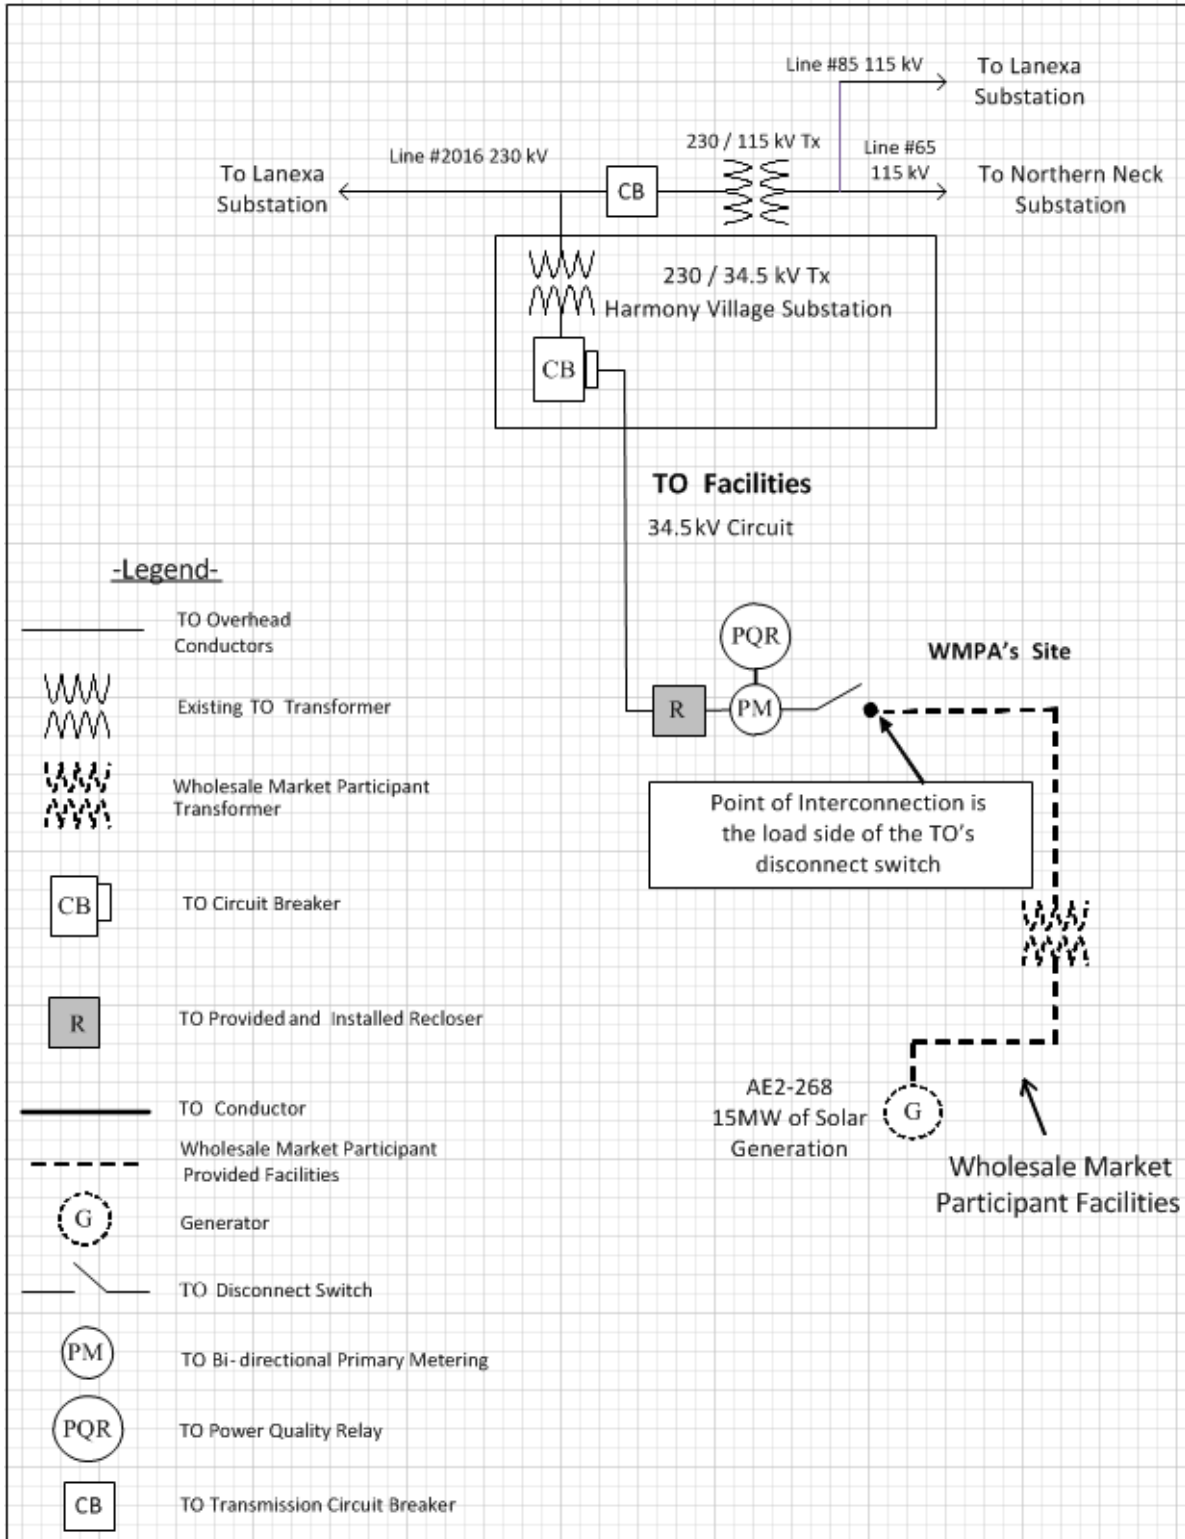 Line #85 115 kV
To Lanexa
Substation
230 / 115 kV Tx
Line #65
115 kV
Line #2016 230 kV
To Lanexa
Substation
CB
To Northern Neck
Substation
230 / 34.5 kV Tx
Harmony Village Substation
CB
TO Facilities
34.5kV Circuit
-Legend-
TO Overhead
Conductors
Existing TO Transformer
Wholesale Market Participant
Transformer
CB
TO Circuit Breaker
R
TO Provided and Installed Recloser
TO Conductor
Wholesale Market Participant
Provided Facilities
G
Generator
TO Disconnect Switch
PM
TO Bi-directional Primary Metering
PQR
TO Power Quality Relay
CB
TO Transmission Circuit Breaker
PQR
WMPA's Site
R
PM
Point of Interconnection is
the load side of the TO's
disconnect switch
AE2-268
15MW of Solar
Generation
G
Wholesale Market
Participant Facilities